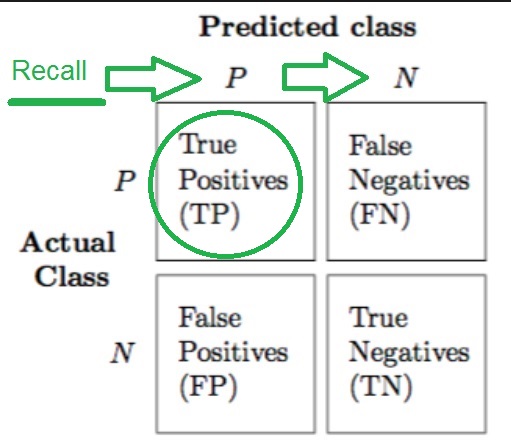 Predicted class
Recall P N
True
Positives
(TP)
False
Negatives
(FN)
P
Actual
Class
N
False
Positives
(FP)
True
Negatives
(TN)